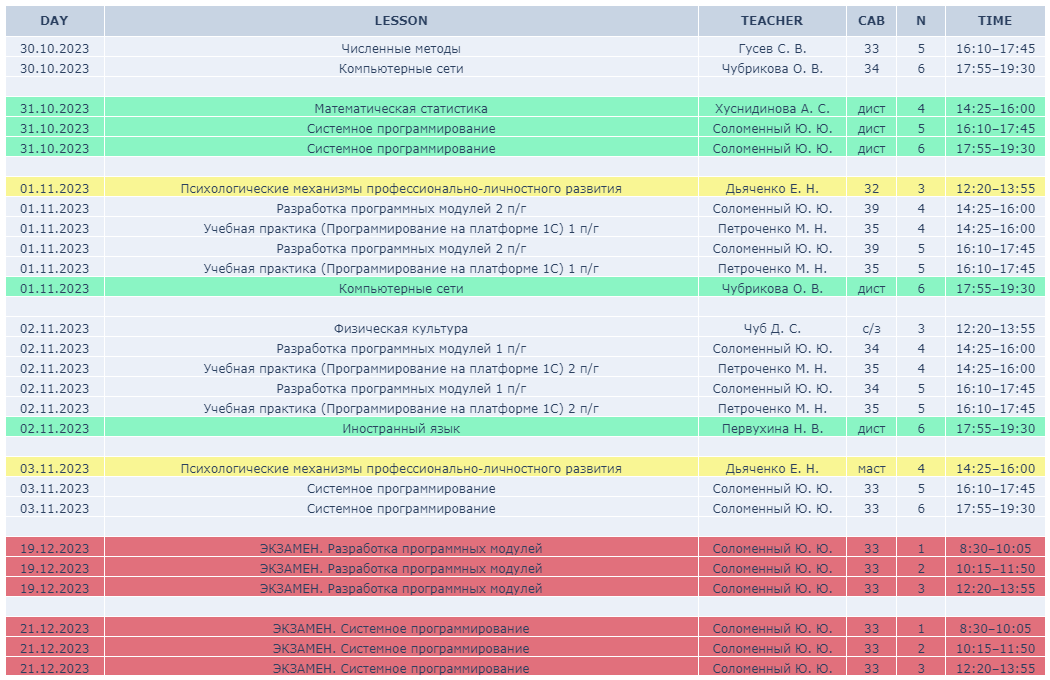 DAY LESSON TEACHER CAB N TIME
30.10.2023 Численные методы Гусев С. В. 33 5 16:10–17:45
30.10.2023 Компьютерные сети Чубрикова О. В. 34 6 17:55–19:30
31.10.2023 Математическая статистика Хуснидинова А. С. дист 4 14:25–16:00
31.10.2023 Системное программирование Соломенный Ю. Ю. дист 5 16:10–17:45
31.10.2023 Системное программирование Соломенный Ю. Ю. дист 6 17:55–19:30
01.11.2023 Психологические механизмы профессионально-личностного развития Дьяченко Е. Н. 32 3 12:20–13:55
01.11.2023 Разработка программных модулей 2 п/г Соломенный Ю. Ю. 39 4 14:25–16:00
01.11.2023 Учебная практика (Программирование на платформе 1С) 1 п/г Петроченко М. Н. 35 4 14:25–16:00
01.11.2023 Разработка программных модулей 2 п/г Соломенный Ю. Ю. 39 5 16:10–17:45
01.11.2023 Учебная практика (Программирование на платформе 1С) 1 п/г Петроченко М. Н. 35 5 16:10–17:45
01.11.2023 Компьютерные сети Чубрикова О. В. дист 6 17:55–19:30
02.11.2023 Физическая культура Чуб Д. С. с/з 3 12:20–13:55
02.11.2023 Разработка программных модулей 1 п/г Соломенный Ю. Ю. 34 4 14:25–16:00
02.11.2023 Учебная практика (Программирование на платформе 1С) 2 п/г Петроченко М. Н. 35 4 14:25–16:00
02.11.2023 Разработка программных модулей 1 п/г Соломенный Ю. Ю. 34 5 16:10–17:45
02.11.2023 Учебная практика (Программирование на платформе 1С) 2 п/г Петроченко М. Н. 35 5 16:10–17:45
02.11.2023 Иностранный язык Первухина Н. В. дист 6 17:55–19:30
03.11.2023 Психологические механизмы профессионально-личностного развития Дьяченко Е. Н. маст 4 14:25–16:00
03.11.2023 Системное программирование Соломенный Ю. Ю. 33 5 16:10–17:45
03.11.2023 Системное программирование Соломенный Ю. Ю. 33 6 17:55–19:30
19.12.2023 ЭКЗАМЕН. Разработка программных модулей Соломенный Ю. Ю. 33 1 8:30–10:05
19.12.2023 ЭКЗАМЕН. Разработка программных модулей Соломенный Ю. Ю. 33 2 10:15–11:50
19.12.2023 ЭКЗАМЕН. Разработка программных модулей Соломенный Ю. Ю. 33 3 12:20–13:55
21.12.2023 ЭКЗАМЕН. Системное программирование Соломенный Ю. Ю. 33 1 8:30–10:05
21.12.2023 ЭКЗАМЕН. Системное программирование Соломенный Ю. Ю. 33 2 10:15–11:50
21.12.2023 ЭКЗАМЕН. Системное программирование Соломенный Ю. Ю. 33 3 12:20–13:55